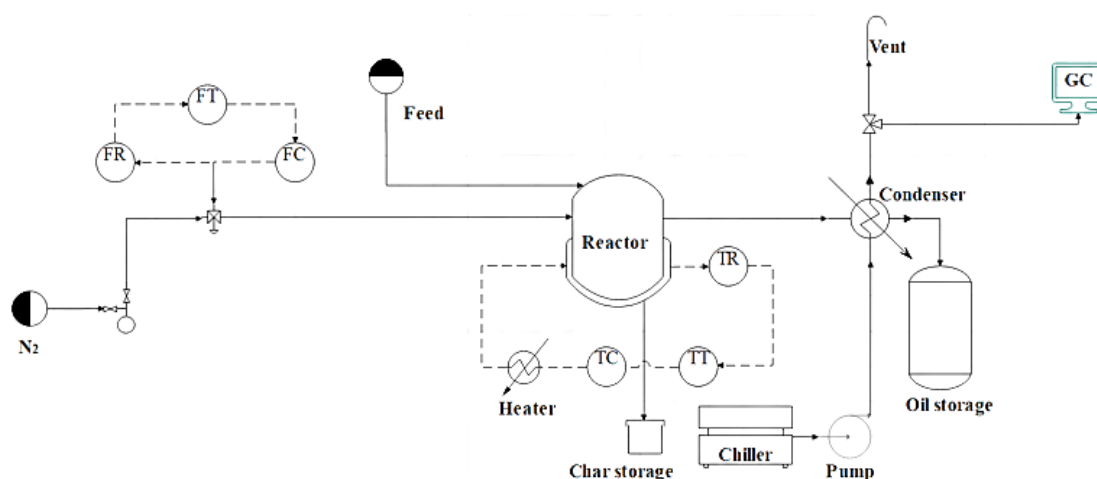 Vent
GC
FT
Feed
FR
FC
Condenser
Reactor
TR
N2
TC
TT
Heater
Oil storage
Chiller
Char storage
Pump